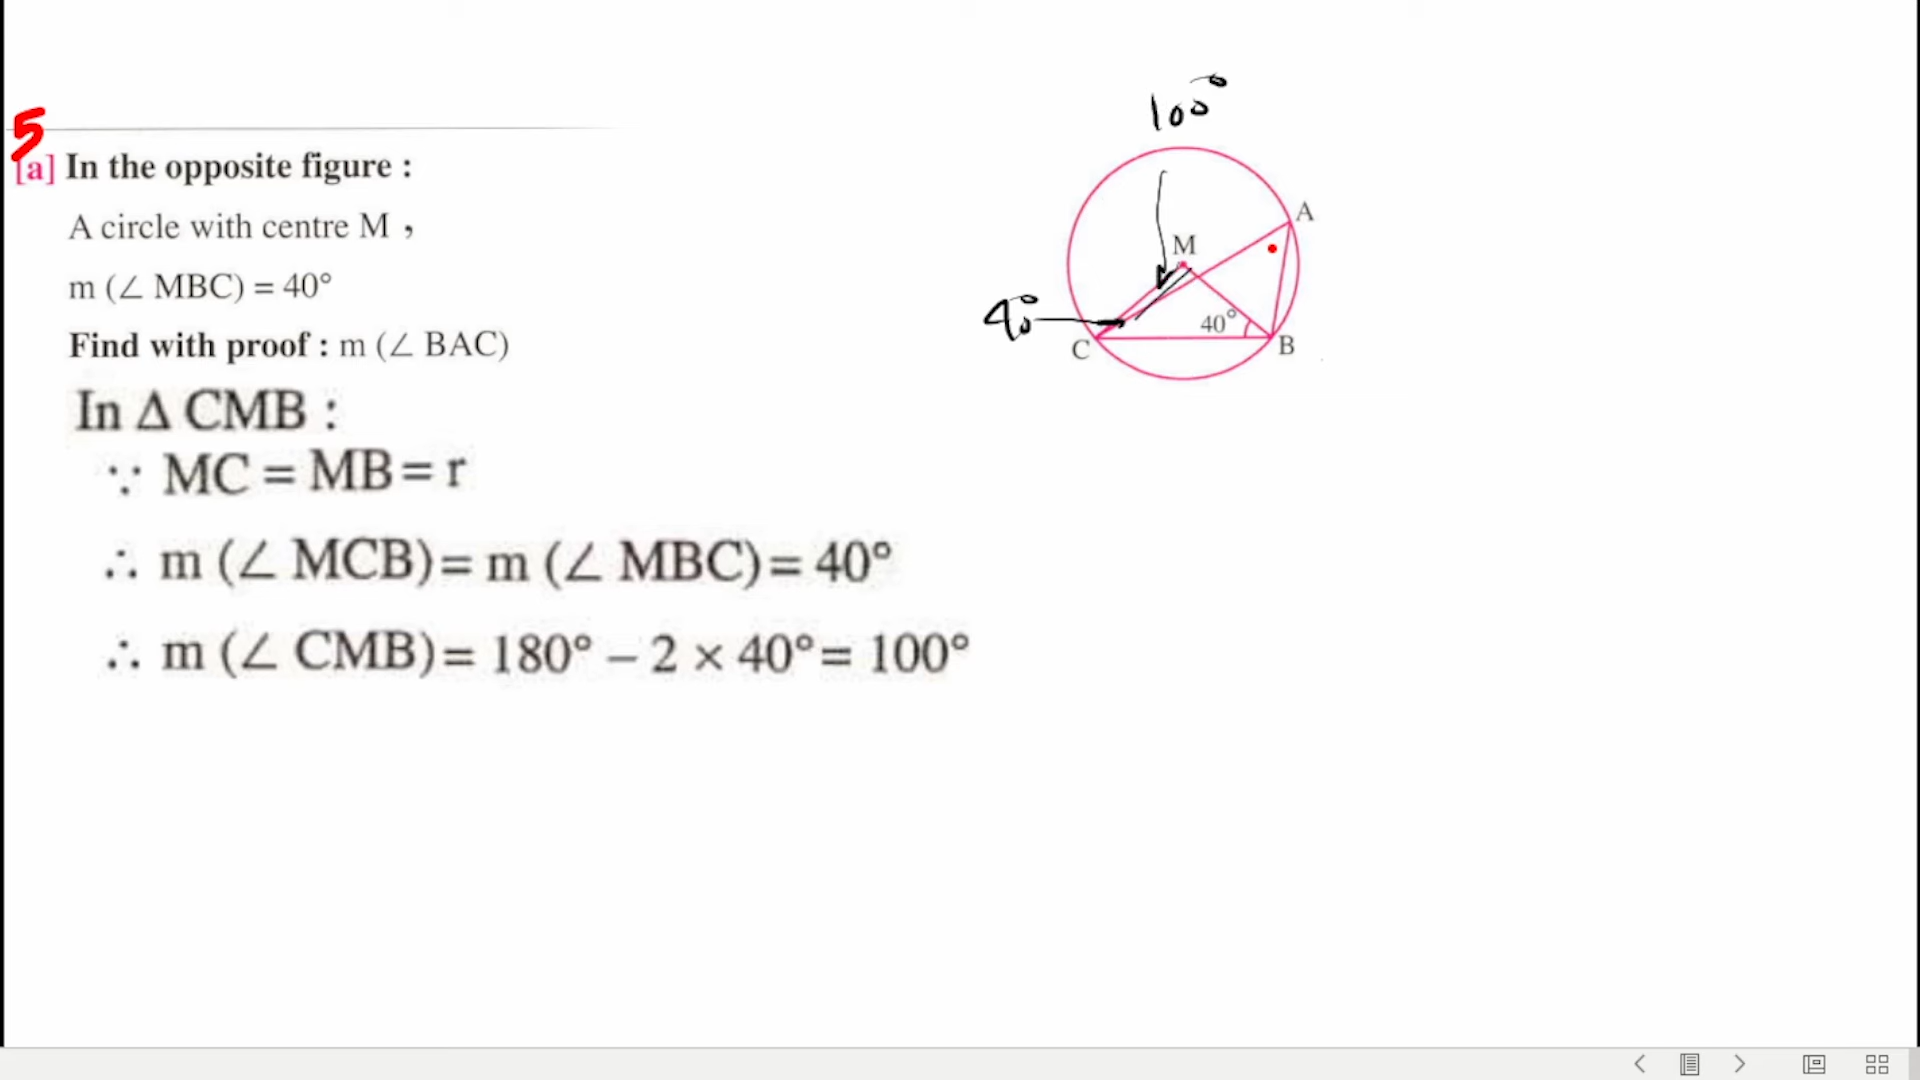 5
[a] In the opposite figure :
A circle with centre M ,
m (∠ MBC) = 40°
Find with proof : m (∠ BAC)
In Δ CMB :
∵ MC = MB = r
∴ m (∠ MCB) = m (∠ MBC) = 40°
∴ m (∠ CMB) = 180° – 2 × 40° = 100°
100°
A
M
40°
40°
C
B